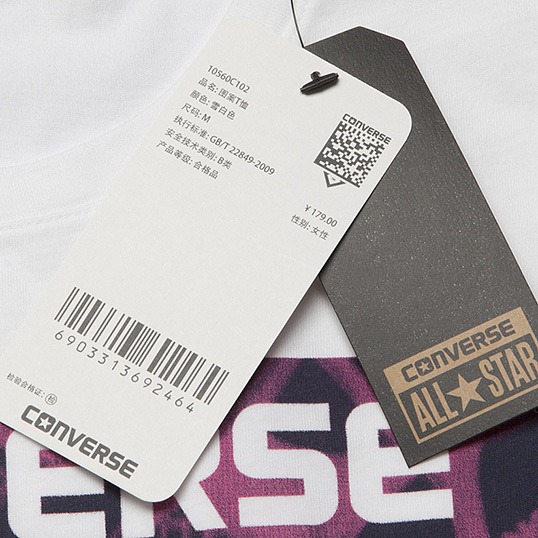 10560C102
品名: 图案T恤
颜色: 雪白色
尺码: M
执行标准: GB/T 22849-2009
安全技术类别: B类
产品等级: 合格品
CONVERSE
¥ 179.00
性别: 女性
6903313692464
检验合格证: 检
CONVERSE
CONVERSE
ALL STAR
ERSE